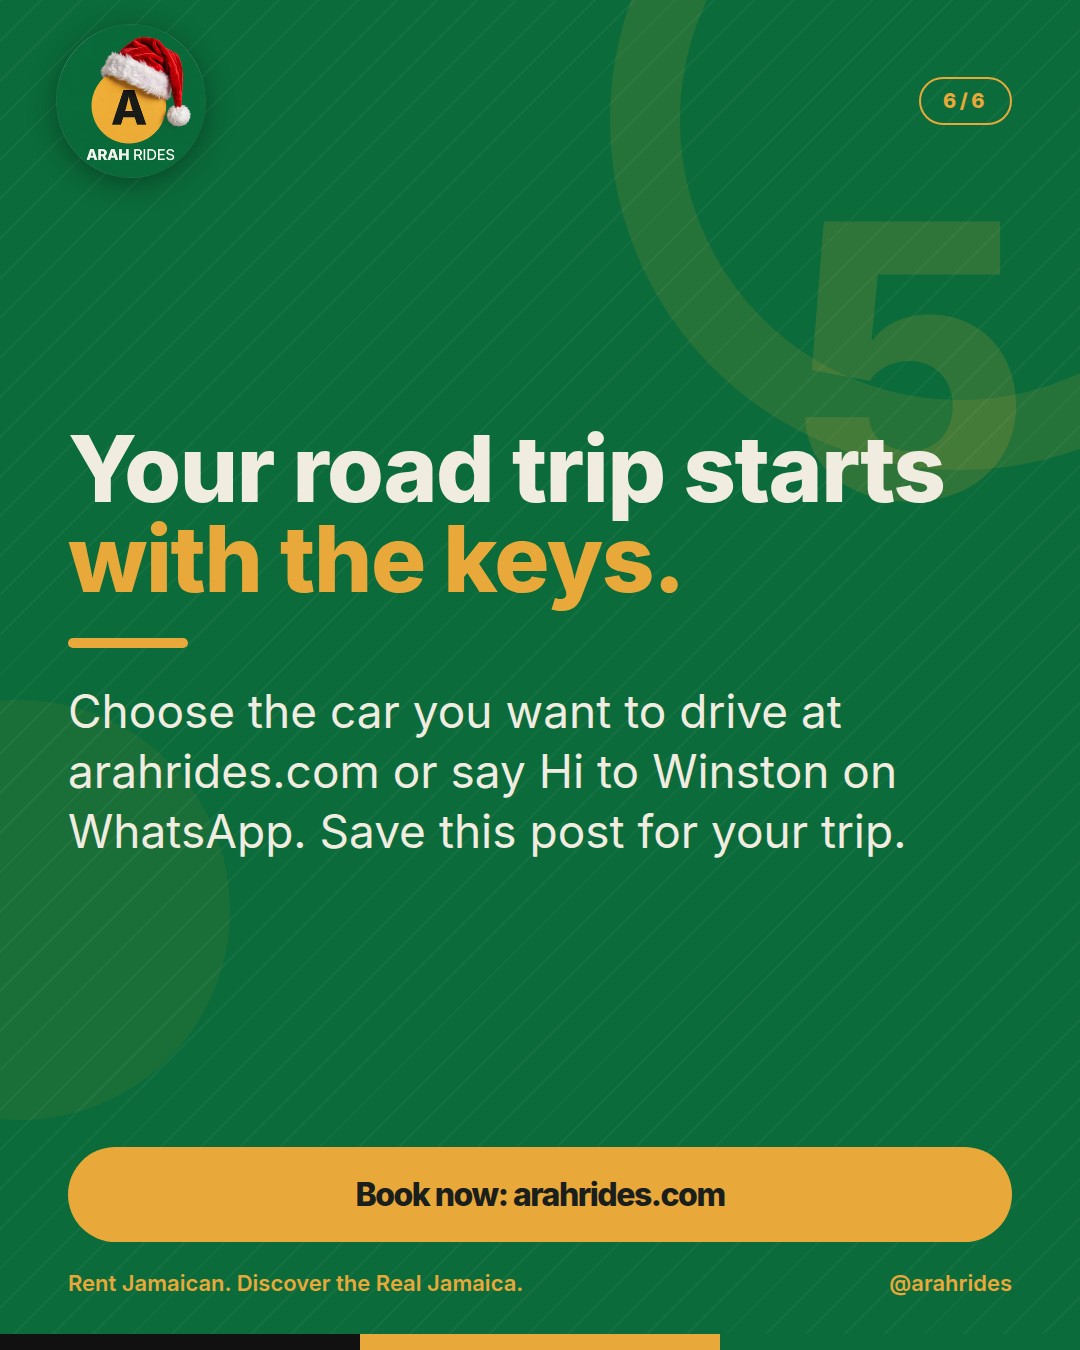 A
ARAH RIDES
6/6
5
Your road trip starts
with the keys.
Choose the car you want to drive at
arahrides.com or say Hi to Winston on
WhatsApp. Save this post for your trip.
Book now: arahrides.com
Rent Jamaican. Discover the Real Jamaica.
@arahrides